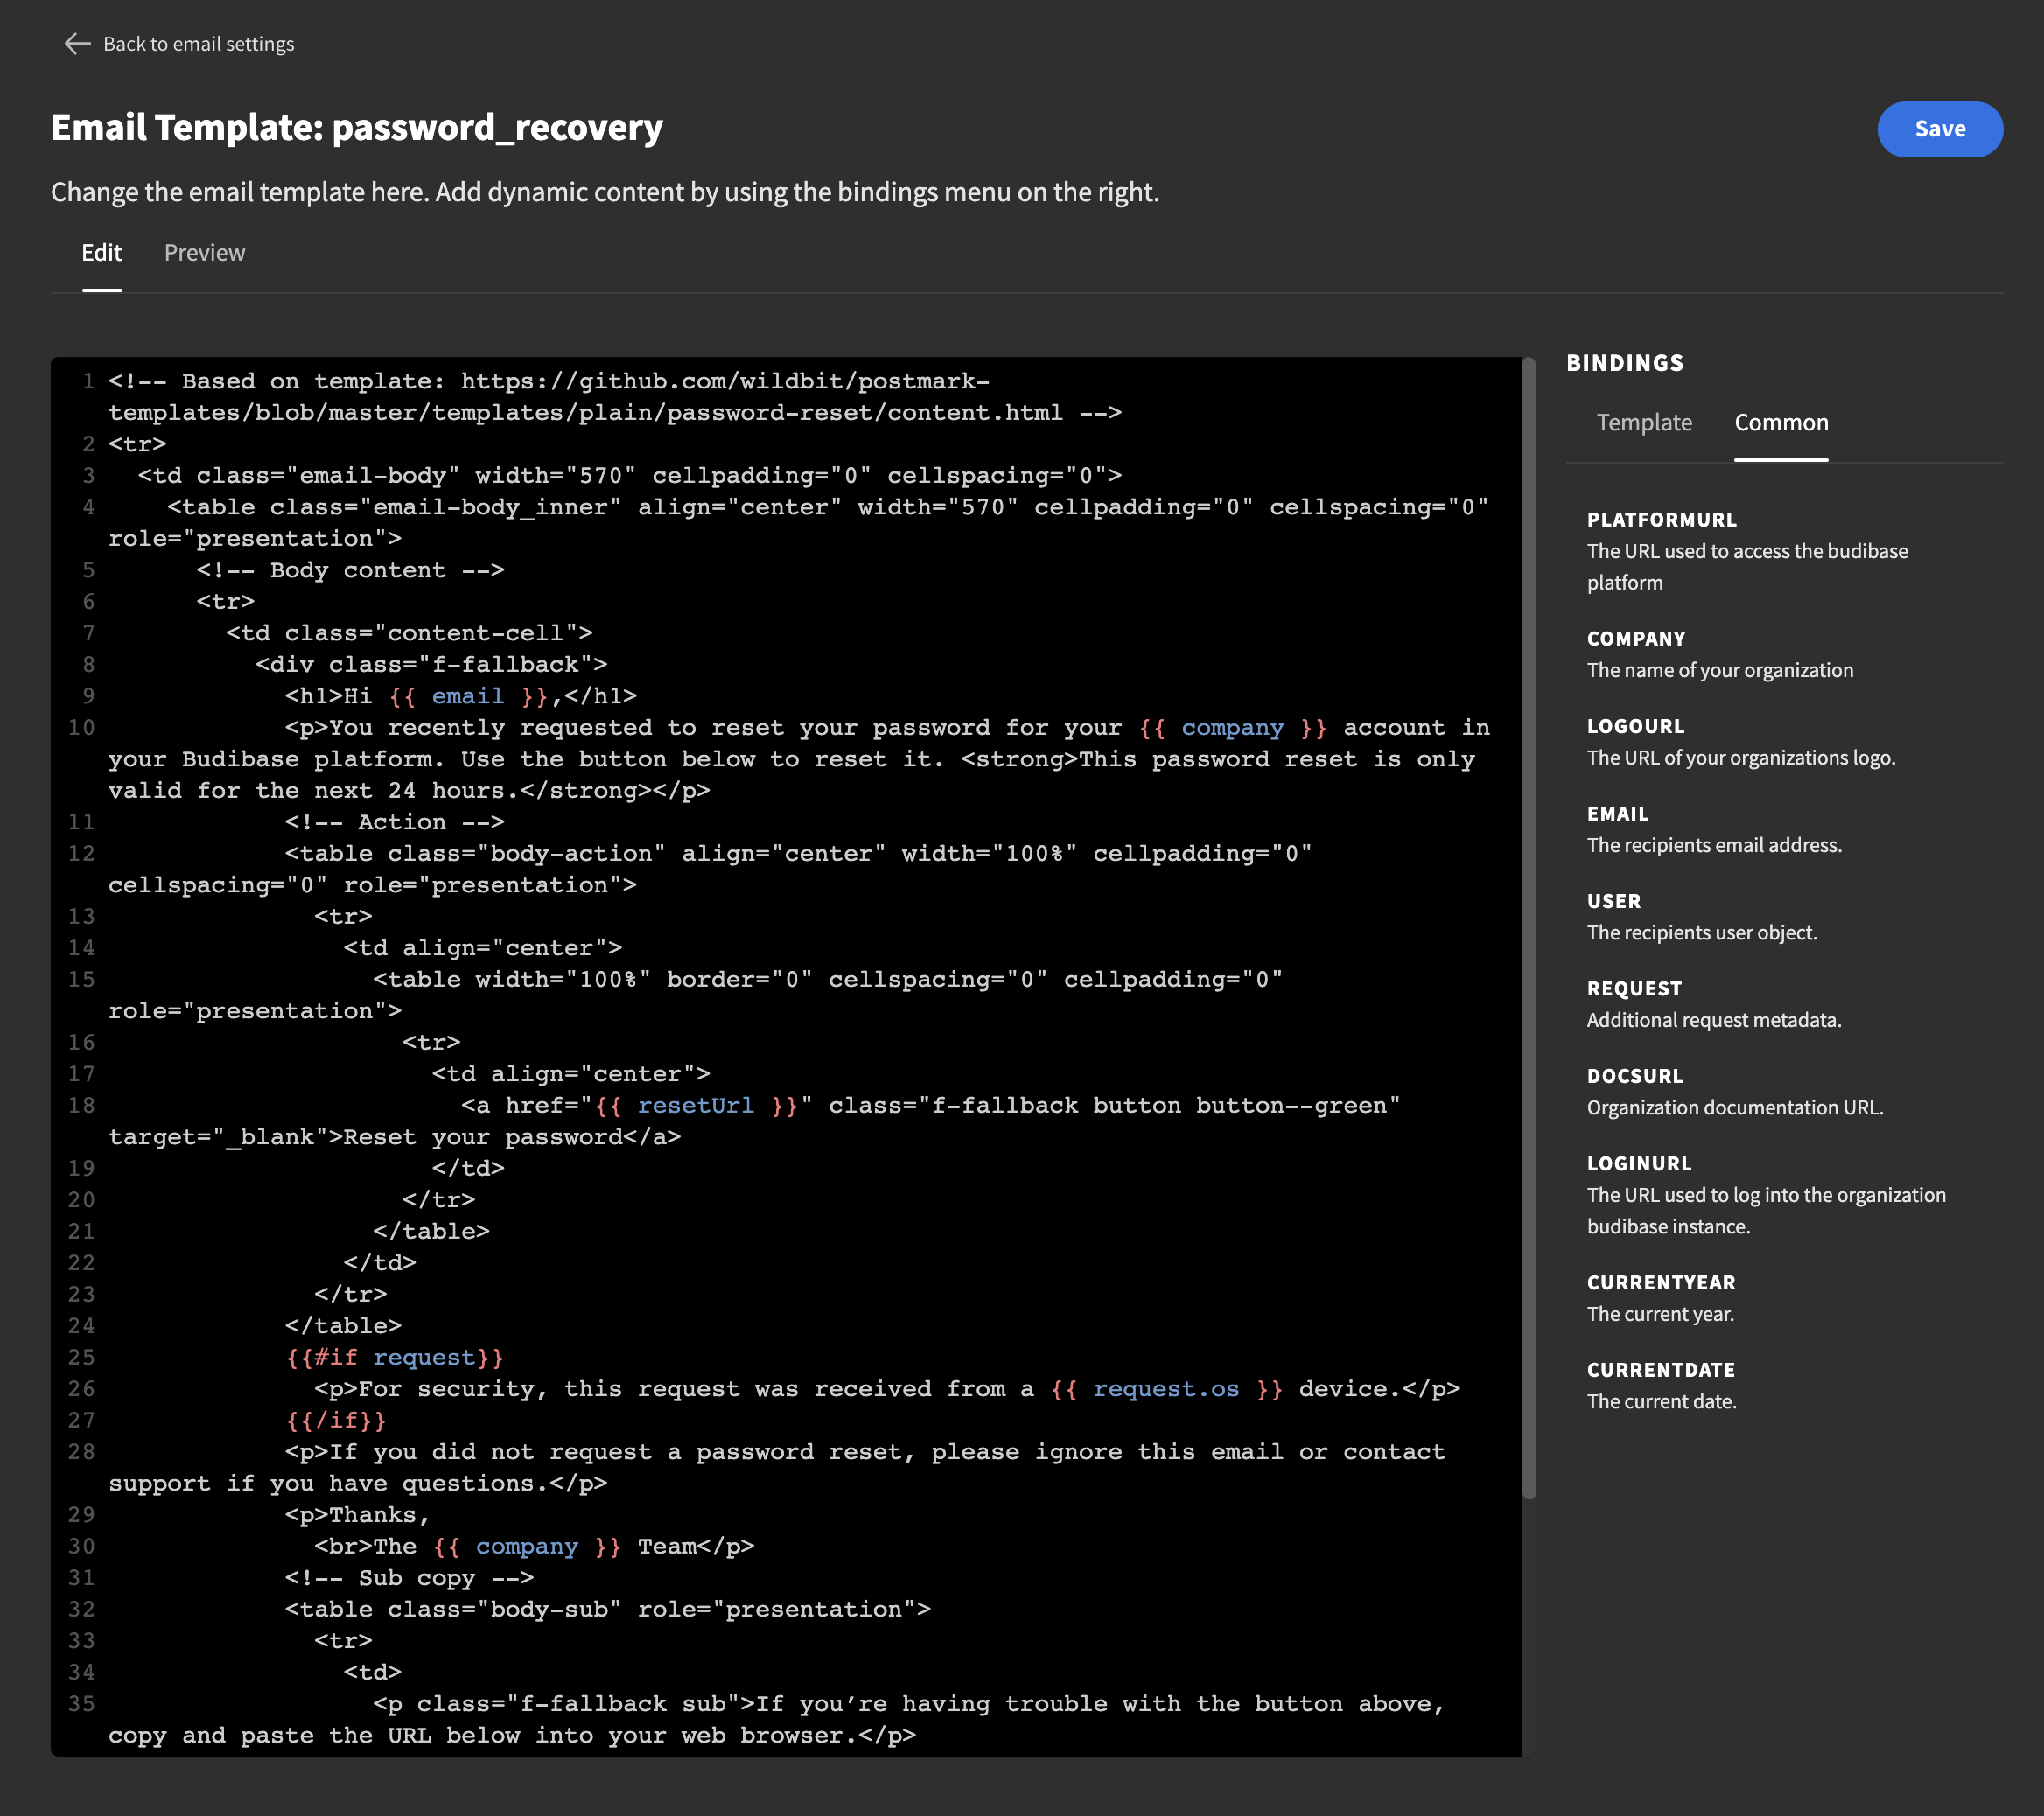 Back to email settings
Email Template: password_recovery
Save
Change the email template here. Add dynamic content by using the bindings menu on the right.
Edit Preview
1 <!-- Based on template: https://github.com/wildbit/postmark-
templates/blob/master/templates/plain/password-reset/content.html -->
2 <tr>
3 <td class="email-body" width="570" cellpadding="0" cellspacing="0">
4 <table class="email-body_inner" align="center" width="570" cellpadding="0" cellspacing="0"
role="presentation">
5 <!-- Body content -->
6 <tr>
7 <td class="content-cell">
8 <div class="f-fallback">
9 <h1>Hi {{ email }},</h1>
10 <p>You recently requested to reset your password for your {{ company }} account in
your Budibase platform. Use the button below to reset it. <strong>This password reset is only
valid for the next 24 hours.</strong></p>
11 <!-- Action -->
12 <table class="body-action" align="center" width="100%" cellpadding="0"
cellspacing="0" role="presentation">
13 <tr>
14 <td align="center">
15 <table width="100%" border="0" cellspacing="0" cellpadding="0"
role="presentation">
16 <tr>
17 <td align="center">
18 <a href="{{ resetUrl }}" class="f-fallback button button--green"
target="_blank">Reset your password</a>
19 </td>
20 </tr>
21 </table>
22 </td>
23 </tr>
24 </table>
25 {{#if request}}
26 <p>For security, this request was received from a {{ request.os }} device.</p>
27 {{/if}}
28 <p>If you did not request a password reset, please ignore this email or contact
support if you have questions.</p>
29 <p>Thanks,
30 <br>The {{ company }} Team</p>
31 <!-- Sub copy -->
32 <table class="body-sub" role="presentation">
33 <tr>
34 <td>
35 <p class="f-fallback sub">If you’re having trouble with the button above,
copy and paste the URL below into your web browser.</p>
BINDINGS
Template Common
PLATFORMURL
The URL used to access the budibase
platform
COMPANY
The name of your organization
LOGOURL
The URL of your organizations logo.
EMAIL
The recipients email address.
USER
The recipients user object.
REQUEST
Additional request metadata.
DOCSURL
Organization documentation URL.
LOGINURL
The URL used to log into the organization
budibase instance.
CURRENTYEAR
The current year.
CURRENTDATE
The current date.